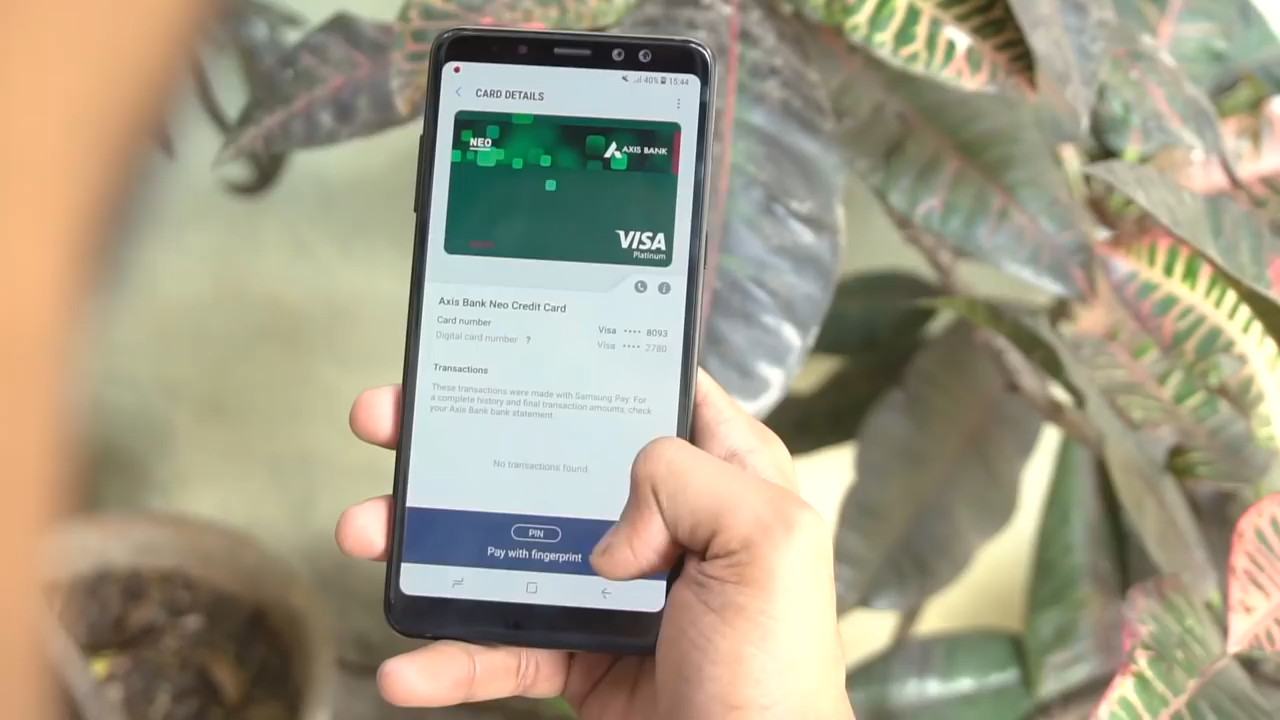 40% 15:44
CARD DETAILS
NEO
AXIS BANK
VISA
Platinum
Axis Bank Neo Credit Card
Card number Visa •••• 8093
Digital card number ? Visa •••• 2780
Transactions
These transactions were made with Samsung Pay. For
a complete history and final transaction amounts, check
your Axis Bank bank statement.
No transactions found
PIN
Pay with fingerprint